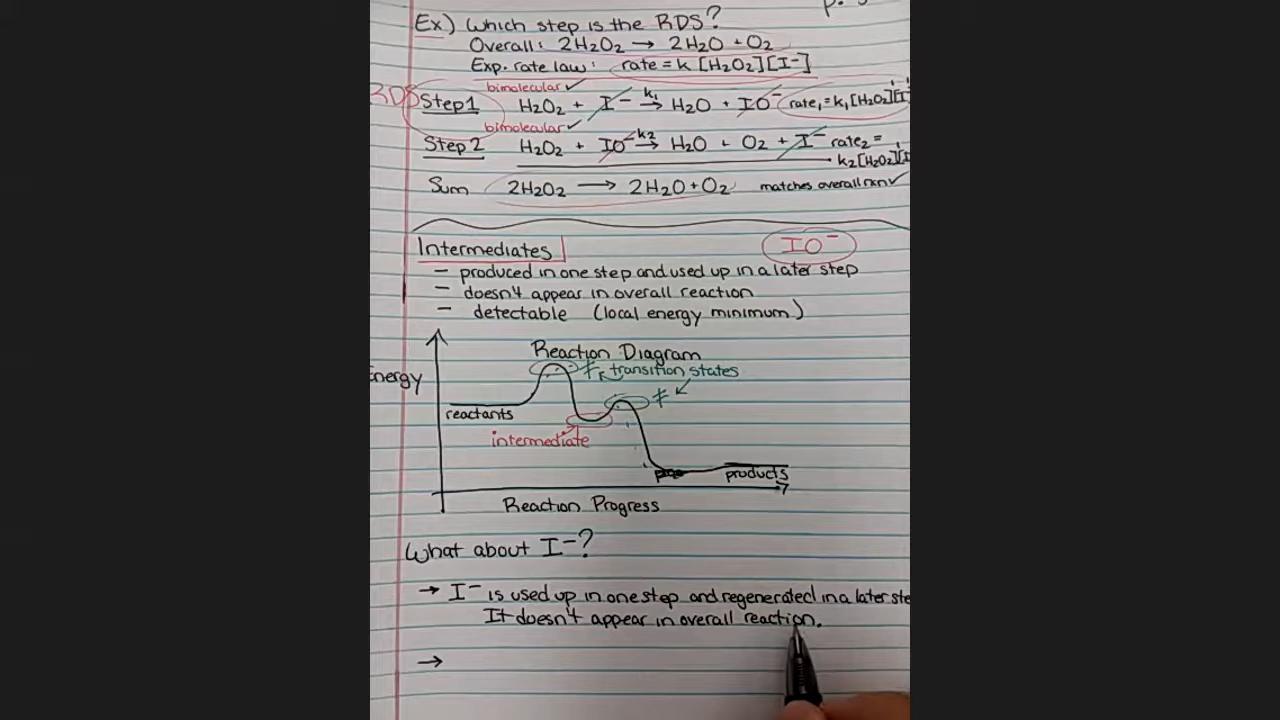 Ex.) Which step is the RDS?
Overall: 2H₂O₂ → 2H₂O + O₂
Exp. rate law: rate = k [H₂O₂][I⁻]
bimolecular ✓
RDS Step 1 H₂O₂ + I⁻ →k₁ H₂O + IO⁻ rate₁ = k₁[H₂O₂]¹[I
bimolecular ✓
Step 2 H₂O₂ + IO⁻ →k₂ H₂O + O₂ + I⁻ rate₂ =
k₂[H₂O₂][I
Sum 2H₂O₂ → 2H₂O + O₂ matches overall rxn ✓
Intermediates IO⁻
- produced in one step and used up in a later step
- doesn't appear in overall reaction
- detectable (local energy minimum)
Reaction Diagram
‡ transition states
Energy
‡
reactants
intermediate
products
Reaction Progress
What about I⁻?
→ I⁻ is used up in one step and regenerated in a later ste
It doesn't appear in overall reaction.
→